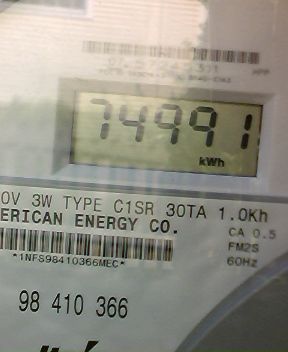 74991
kWh
0V 3W TYPE C1SR 30TA 1.0Kh
ERICAN ENERGY CO.
CA 0.5
FM2S
*1NFS98410366MEC*
60Hz
98 410 366